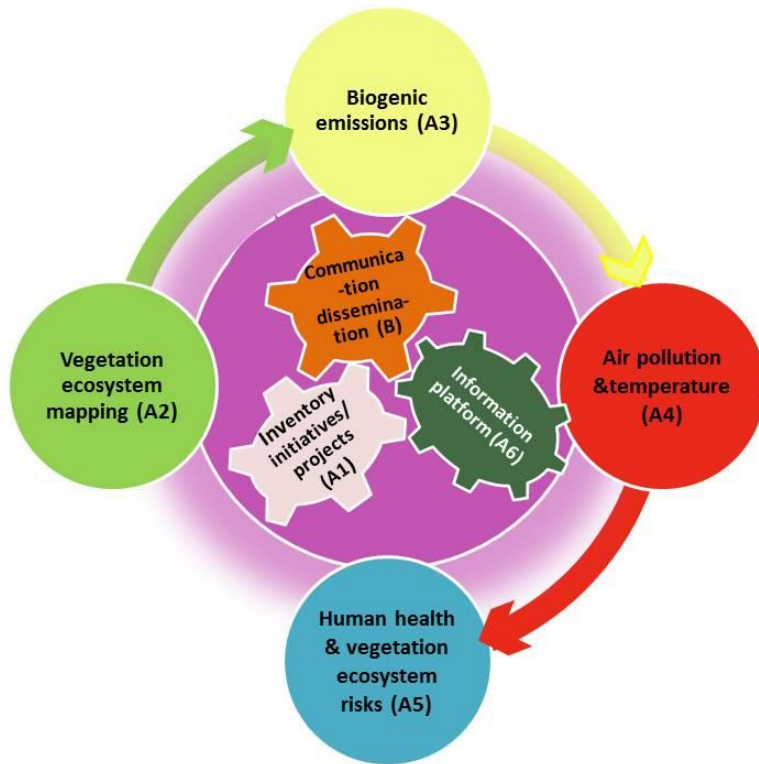 Biogenic
emissions (A3)
Communica
-tion
dissemina-
tion (B)
Vegetation
ecosystem
mapping (A2)
Air pollution
&temperature
(A4)
Information
platform (A6)
Inventory
initiatives/
projects
(A1)
Human health
& vegetation
ecosystem
risks (A5)